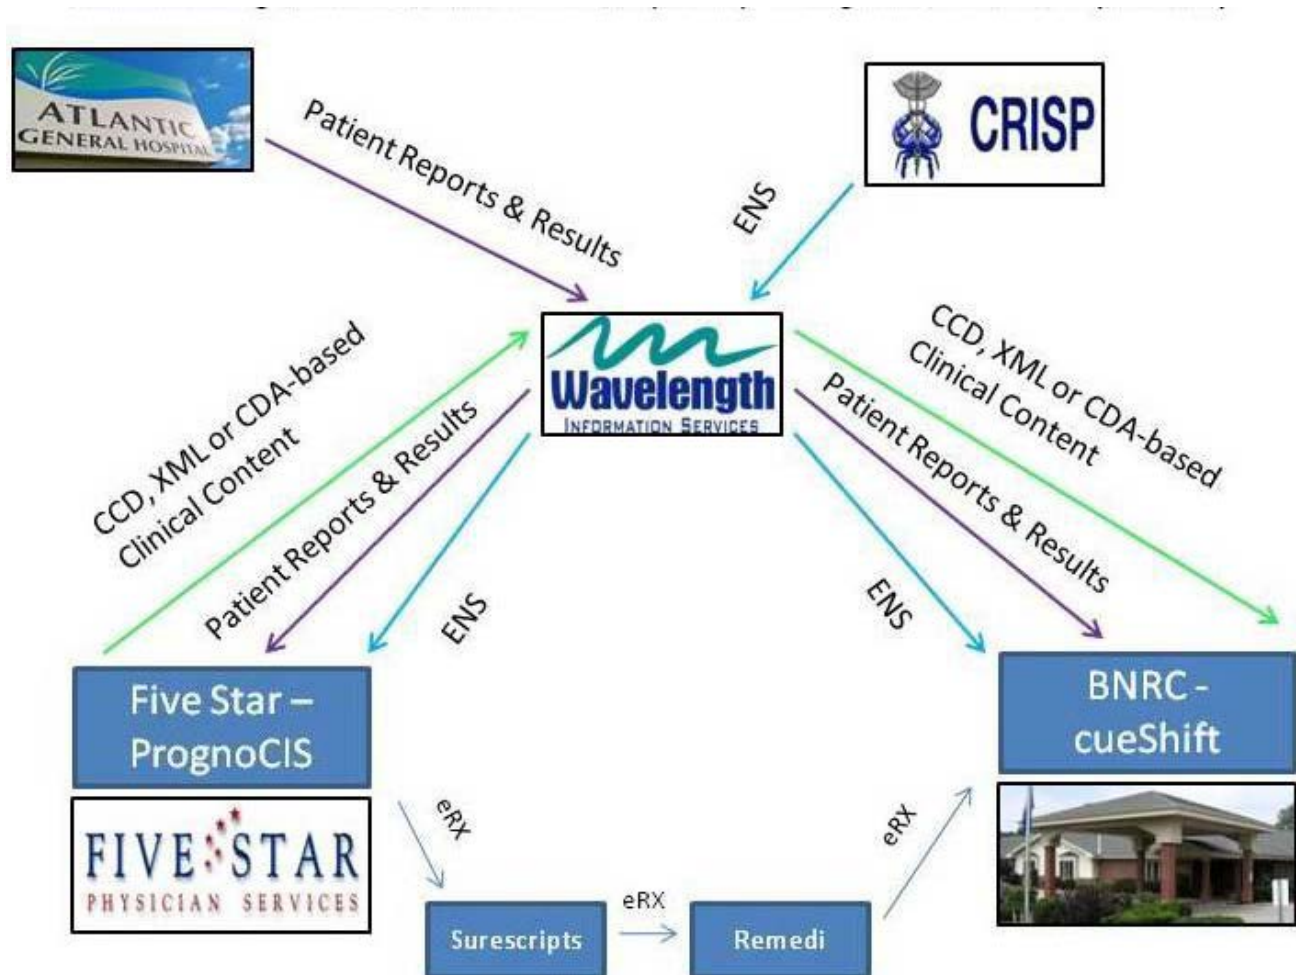 ATLANTIC
GENERAL HOSPITAL
Patient Reports & Results
CRISP
ENS
Wavelength
INFORMATION SERVICES
CCD, XML or CDA-based
Clinical Content
Patient Reports & Results
ENS
CCD, XML or CDA-based
Clinical Content
Patient Reports & Results
ENS
Five Star –
PrognoCIS
BNRC -
cueShift
FIVE STAR
PHYSICIAN SERVICES
eRX
Surescripts
eRX
Remedi
eRX